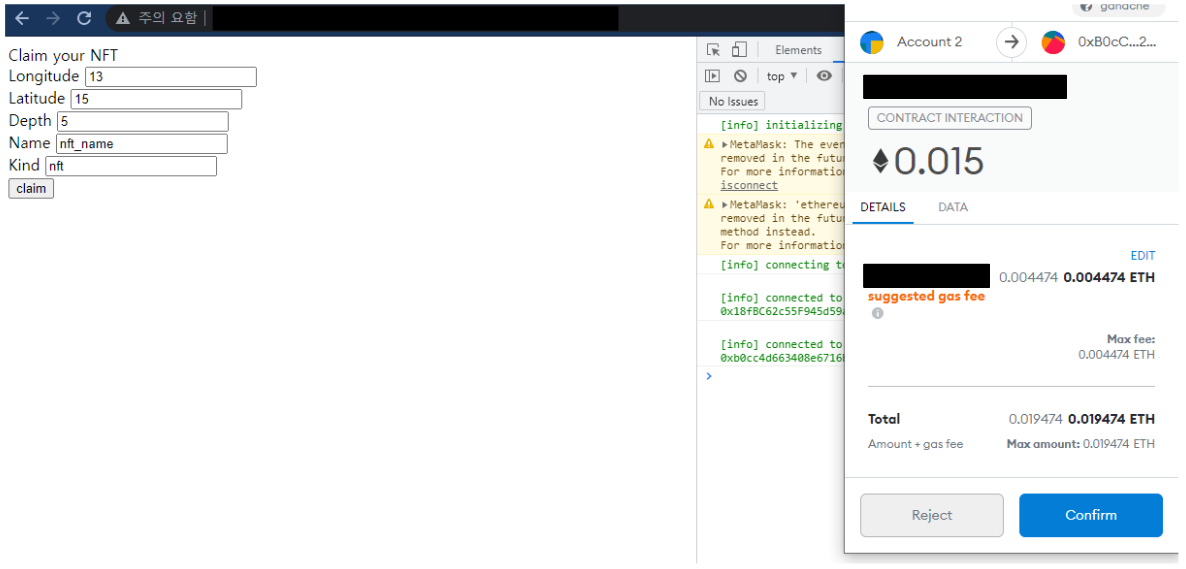 주의 요함
Claim your NFT
Longitude 13
Latitude 15
Depth 5
Name nft_name
Kind nft
claim
Elements
top
No Issues
[info] initializing
MetaMask: The even
removed in the futu
For more informatio
isconnect
MetaMask: 'ethereu
removed in the futu
method instead.
For more informatio
[info] connecting to
[info] connected to
0x18fBC62c55F945d59a
[info] connected to
0xb0cc4d663408e6716
ganache
Account 2
0xB0cC...2...
CONTRACT INTERACTION
0.015
DETAILS DATA
EDIT
0.004474 0.004474 ETH
suggested gas fee
Max fee:
0.004474 ETH
Total 0.019474 0.019474 ETH
Amount + gas fee Max amount: 0.019474 ETH
Reject Confirm